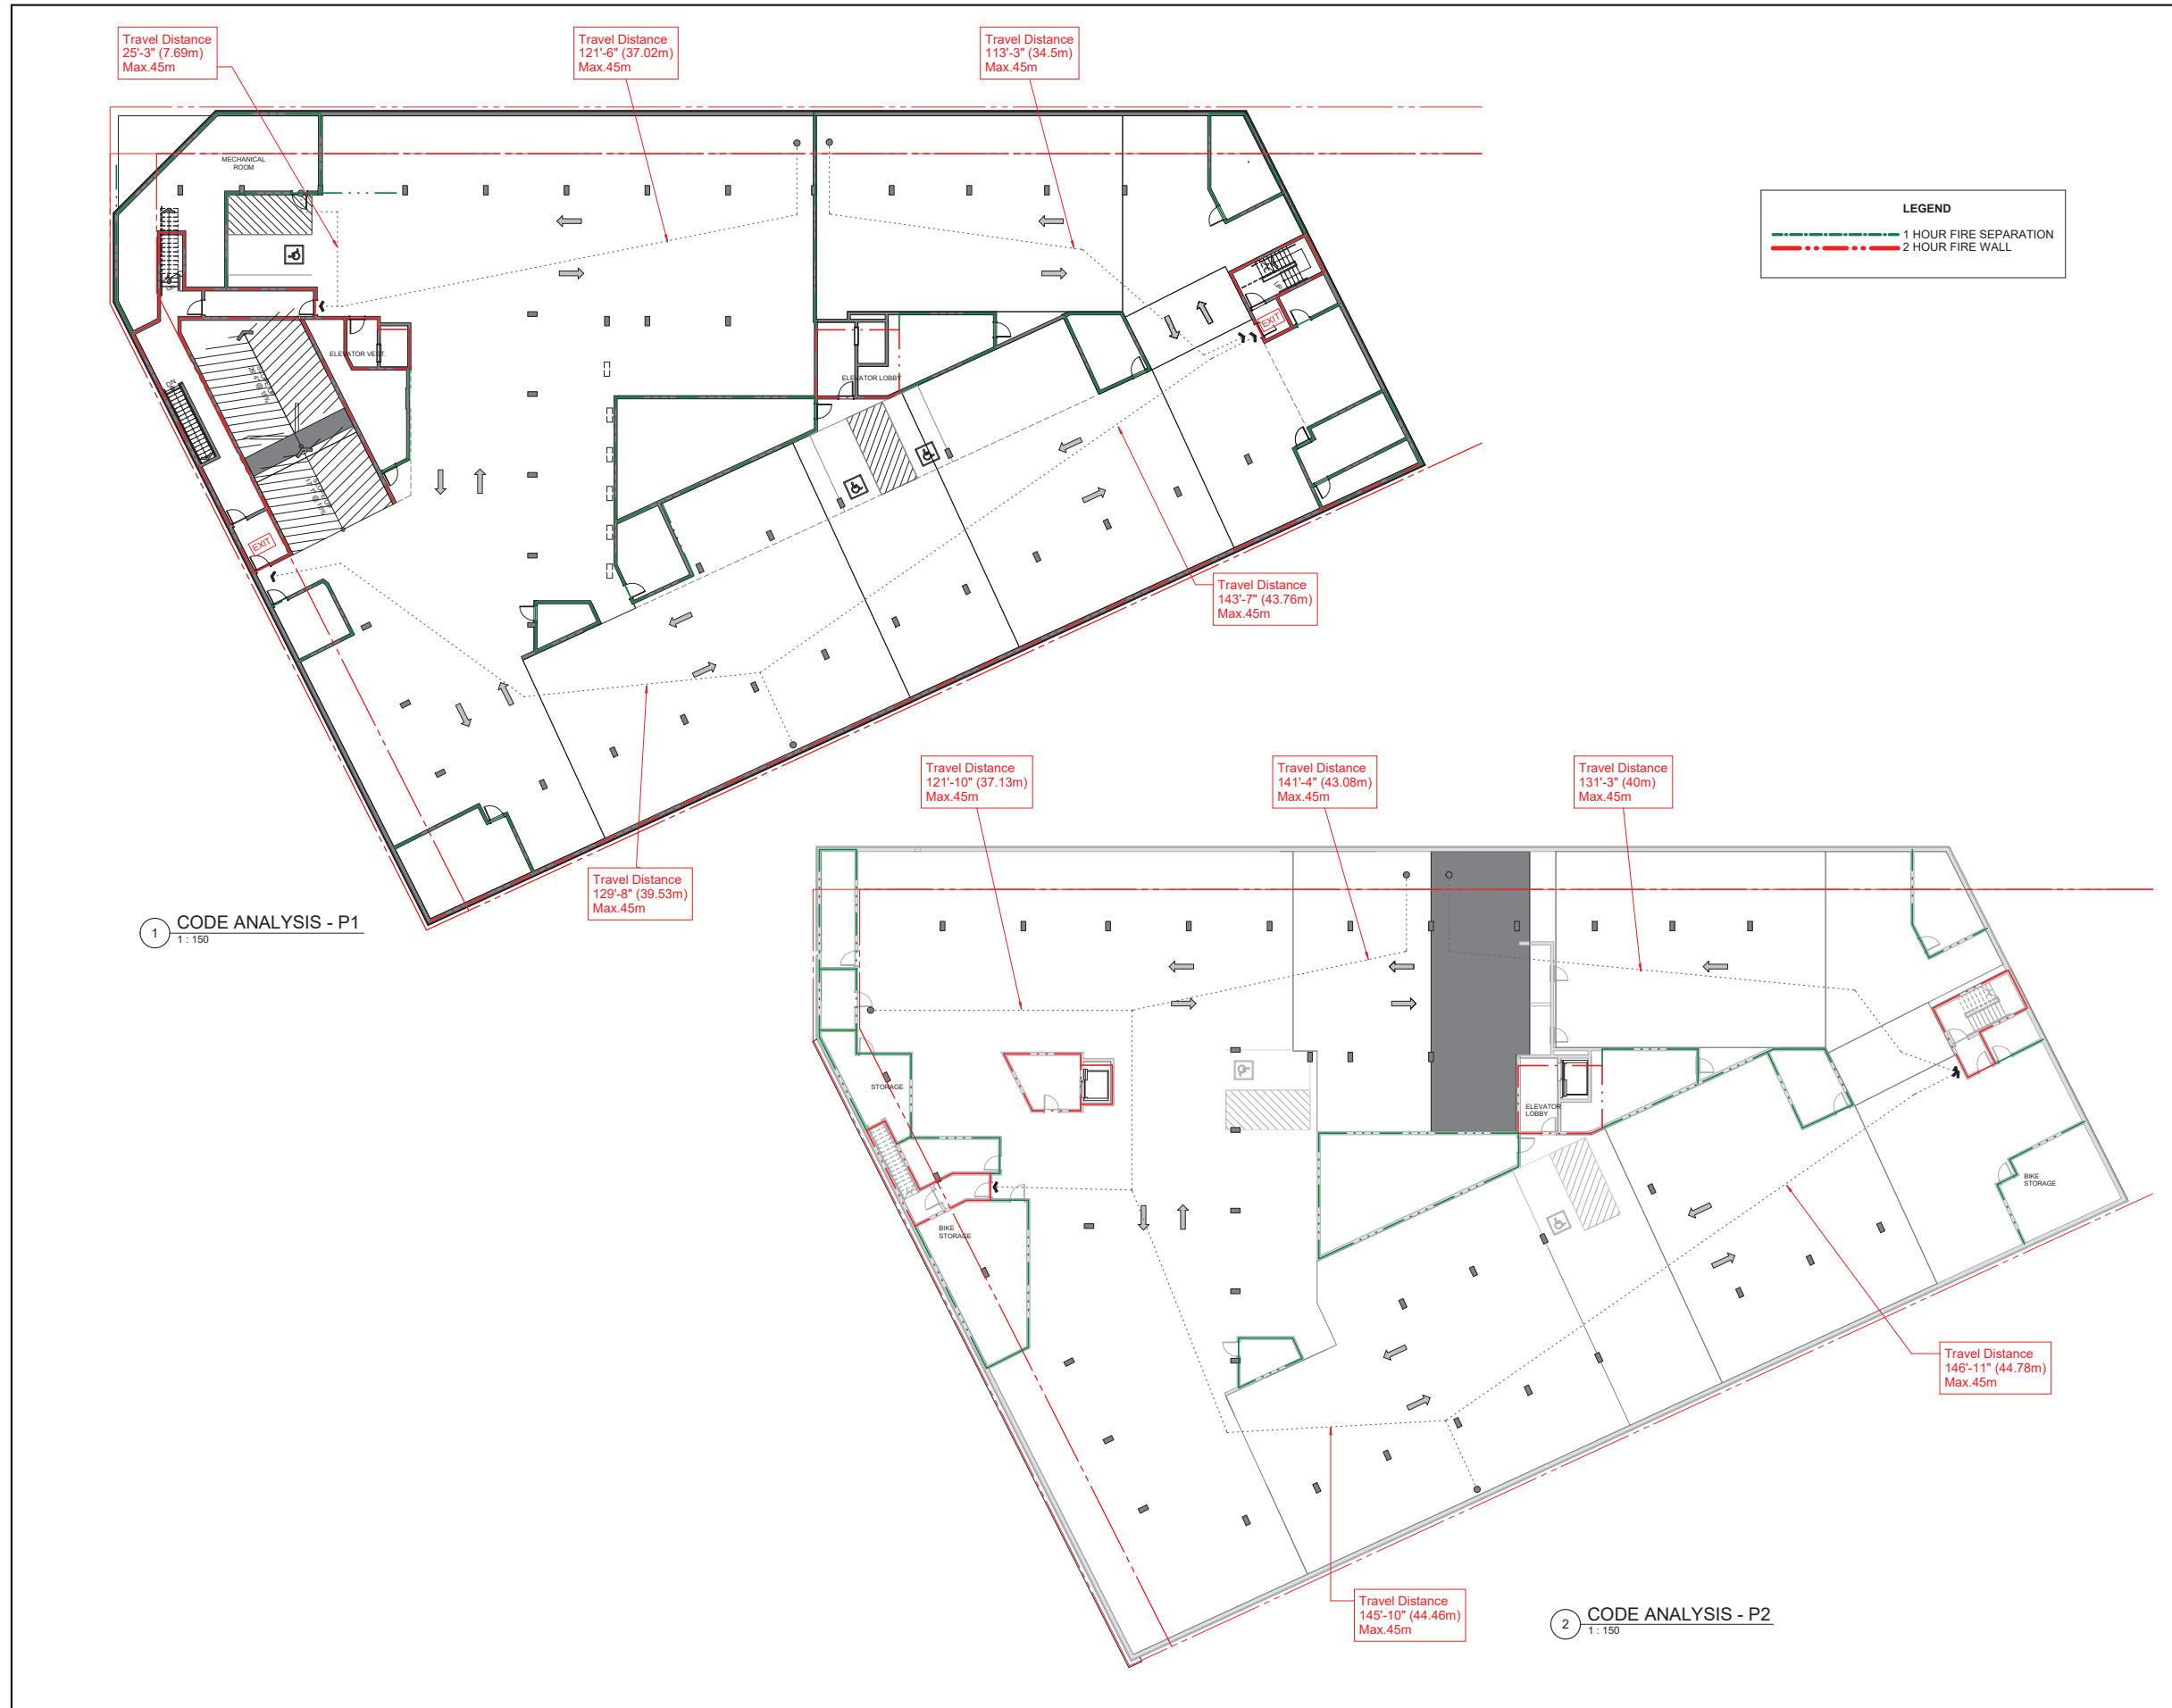 Travel Distance
25'-3" (7.69m)
Max.45m
Travel Distance
121'-6" (37.02m)
Max.45m
Travel Distance
113'-3" (34.5m)
Max.45m
MECHANICAL
ROOM
LEGEND
1 HOUR FIRE SEPARATION
2 HOUR FIRE WALL
UP
EXIT
ELEVATOR VEST.
ELEVATOR LOBBY
DN
EXIT
Travel Distance
143'-7" (43.76m)
Max.45m
Travel Distance
129'-8" (39.53m)
Max.45m
1
CODE ANALYSIS - P1
1 : 150
Travel Distance
121'-10" (37.13m)
Max.45m
Travel Distance
141'-4" (43.08m)
Max.45m
Travel Distance
131'-3" (40m)
Max.45m
STORAGE
ELEVATOR
LOBBY
BIKE
STORAGE
BIKE
STORAGE
Travel Distance
146'-11" (44.78m)
Max.45m
Travel Distance
145'-10" (44.46m)
Max.45m
2
CODE ANALYSIS - P2
1 : 150